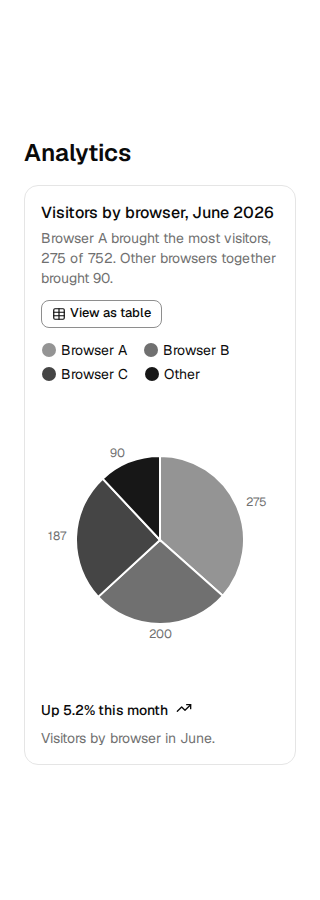 Analytics
Visitors by browser, June 2026
Browser A brought the most visitors,
275 of 752. Other browsers together
brought 90.
View as table
Browser A
Browser B
Browser C
Other
90
275
187
200
Up 5.2% this month
Visitors by browser in June.